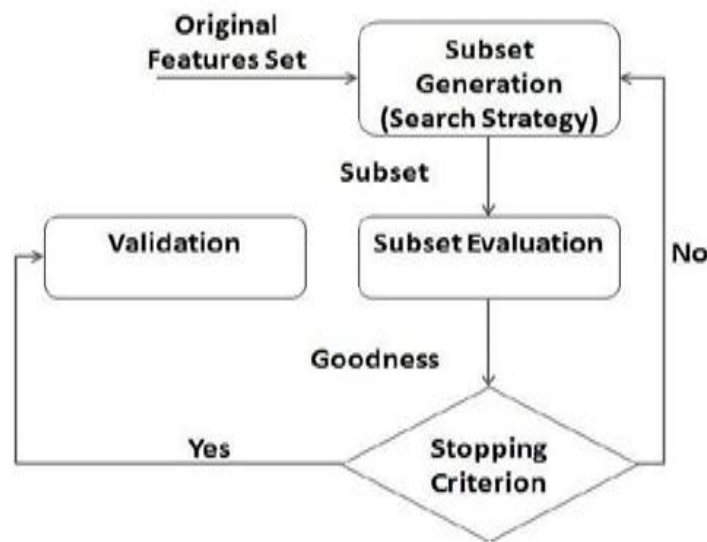 Original
Features Set
Subset
Generation
(Search Strategy)
Subset
Validation
Subset Evaluation
No
Goodness
Yes
Stopping
Criterion